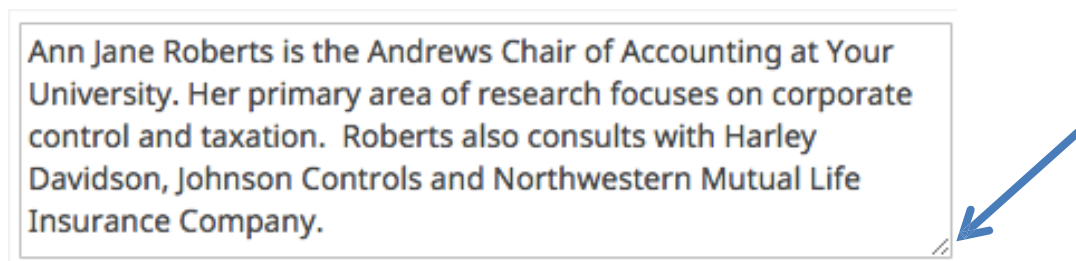 Ann Jane Roberts is the Andrews Chair of Accounting at Your
University. Her primary area of research focuses on corporate
control and taxation.  Roberts also consults with Harley
Davidson, Johnson Controls and Northwestern Mutual Life
Insurance Company.